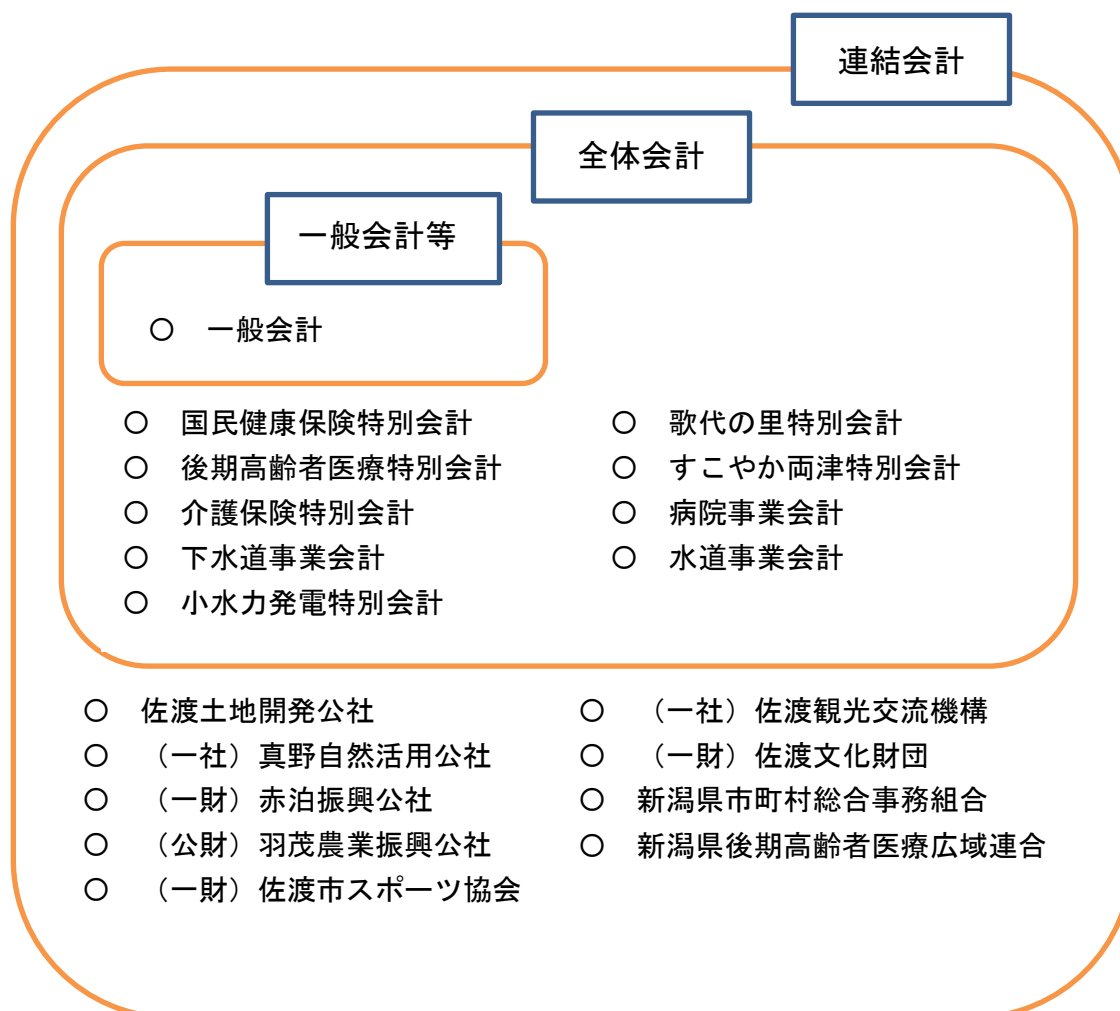 連結会計
全体会計
一般会計等
○ 一般会計
○ 国民健康保険特別会計
○ 後期高齢者医療特別会計
○ 介護保険特別会計
○ 下水道事業会計
○ 小水力発電特別会計
○ 歌代の里特別会計
○ すこやか両津特別会計
○ 病院事業会計
○ 水道事業会計
○ 佐渡土地開発公社
○ （一社）真野自然活用公社
○ （一財）赤泊振興公社
○ （公財）羽茂農業振興公社
○ （一財）佐渡市スポーツ協会
○ （一社）佐渡観光交流機構
○ （一財）佐渡文化財団
○ 新潟県市町村総合事務組合
○ 新潟県後期高齢者医療広域連合